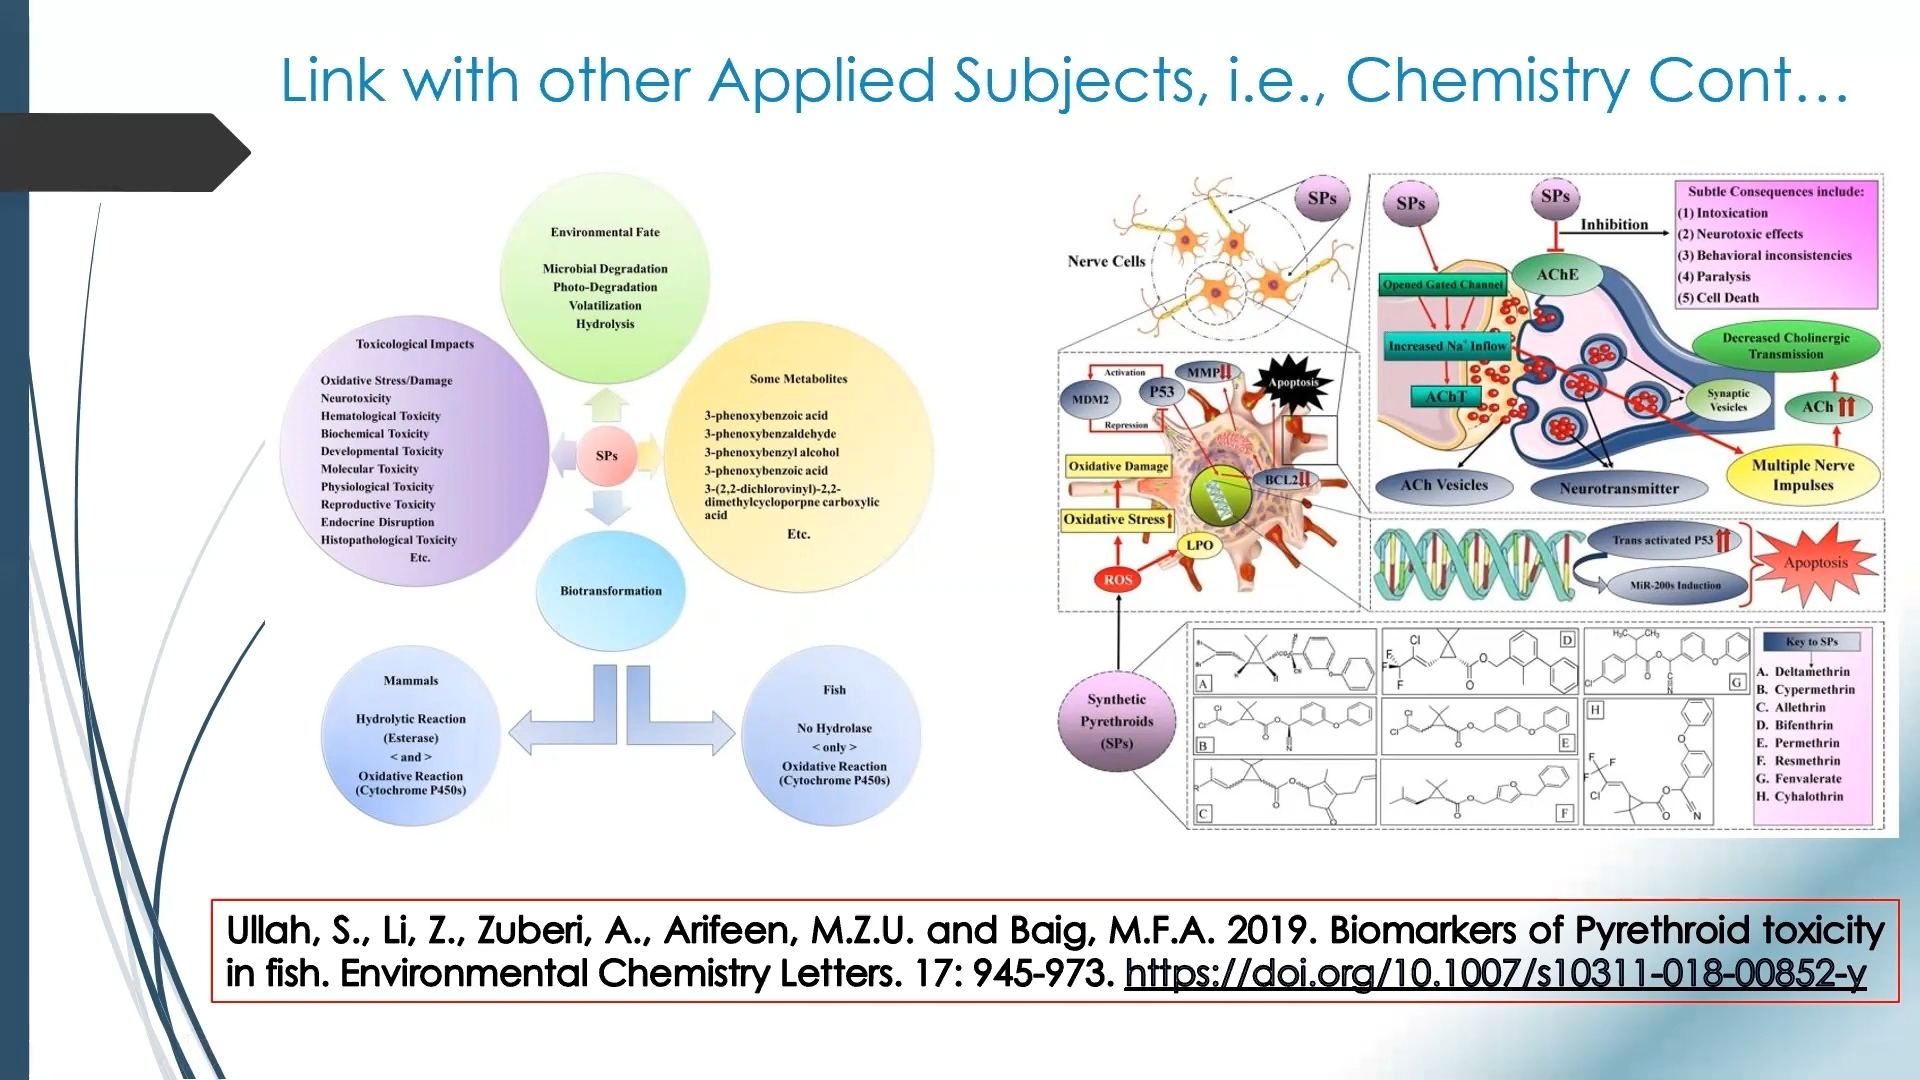 Link with other Applied Subjects, i.e., Chemistry Cont...
Environmental Fate
Microbial Degradation
Photo-Degradation
Volatilization
Hydrolysis
Toxicological Impacts
Oxidative Stress/Damage
Neurotoxicity
Hematological Toxicity
Biochemical Toxicity
Developmental Toxicity
Molecular Toxicity
Physiological Toxicity
Reproductive Toxicity
Endocrine Disruption
Histopathological Toxicity
Etc.
SPs
Some Metabolites
3-phenoxybenzoic acid
3-phenoxybenzaldehyde
3-phenoxybenzyl alcohol
3-phenoxybenzoic acid
3-(2,2-dichlorovinyl)-2,2-
dimethylcycloporpne carboxylic
acid
Etc.
Biotransformation
Mammals
Hydrolytic Reaction
(Esterase)
< and >
Oxidative Reaction
(Cytochrome P450s)
Fish
No Hydrolase
< only >
Oxidative Reaction
(Cytochrome P450s)
SPs
Nerve Cells
SPs
SPs
Inhibition
AChE
Subtle Consequences include:
(1) Intoxication
(2) Neurotoxic effects
(3) Behavioral inconsistencies
(4) Paralysis
(5) Cell Death
Opened Gated Channel
Increased Na+ Inflow
AChT
Decreased Cholinergic
Transmission
Synaptic
Vesicles
ACh
Multiple Nerve
Impulses
ACh Vesicles
Neurotransmitter
Activation
MDM2
P53
Repression
MMP
Apoptosis
Oxidative Damage
BCL2
Oxidative Stress
LPO
ROS
Trans activated P53
MiR-200s Induction
Apoptosis
Synthetic
Pyrethroids
(SPs)
A
B
C
D
E
F
G
H
Key to SPs
A. Deltamethrin
B. Cypermethrin
C. Allethrin
D. Bifenthrin
E. Permethrin
F. Resmethrin
G. Fenvalerate
H. Cyhalothrin
Ullah, S., Li, Z., Zuberi, A., Arifeen, M.Z.U. and Baig, M.F.A. 2019. Biomarkers of Pyrethroid toxicity
in fish. Environmental Chemistry Letters. 17: 945-973. https://doi.org/10.1007/s10311-018-00852-y